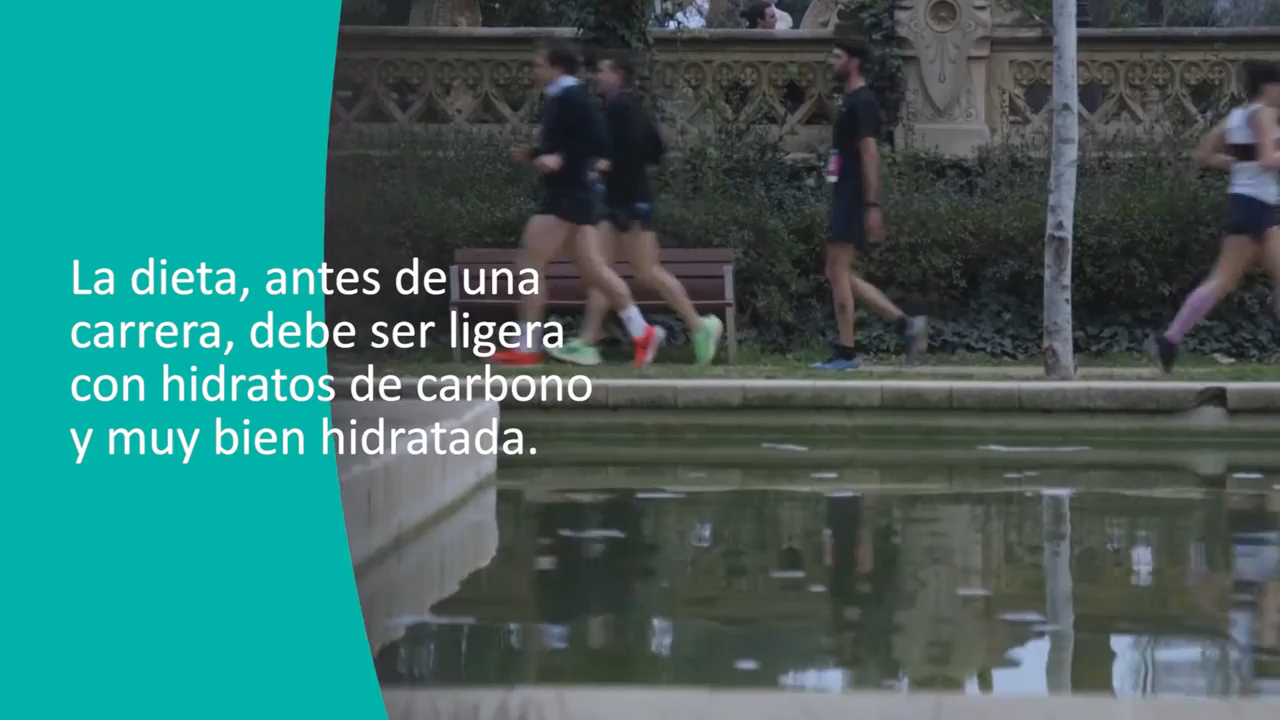 La dieta, antes de una
carrera, debe ser ligera
con hidratos de carbono
y muy bien hidratada.